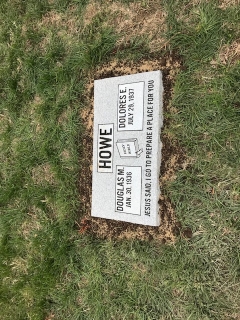 HOWE
DOUGLAS M.
JAN. 30, 1936
DOLORES E.
JULY 29, 1937
JESUS SAID, I GO TO PREPARE A PLACE FOR YOU